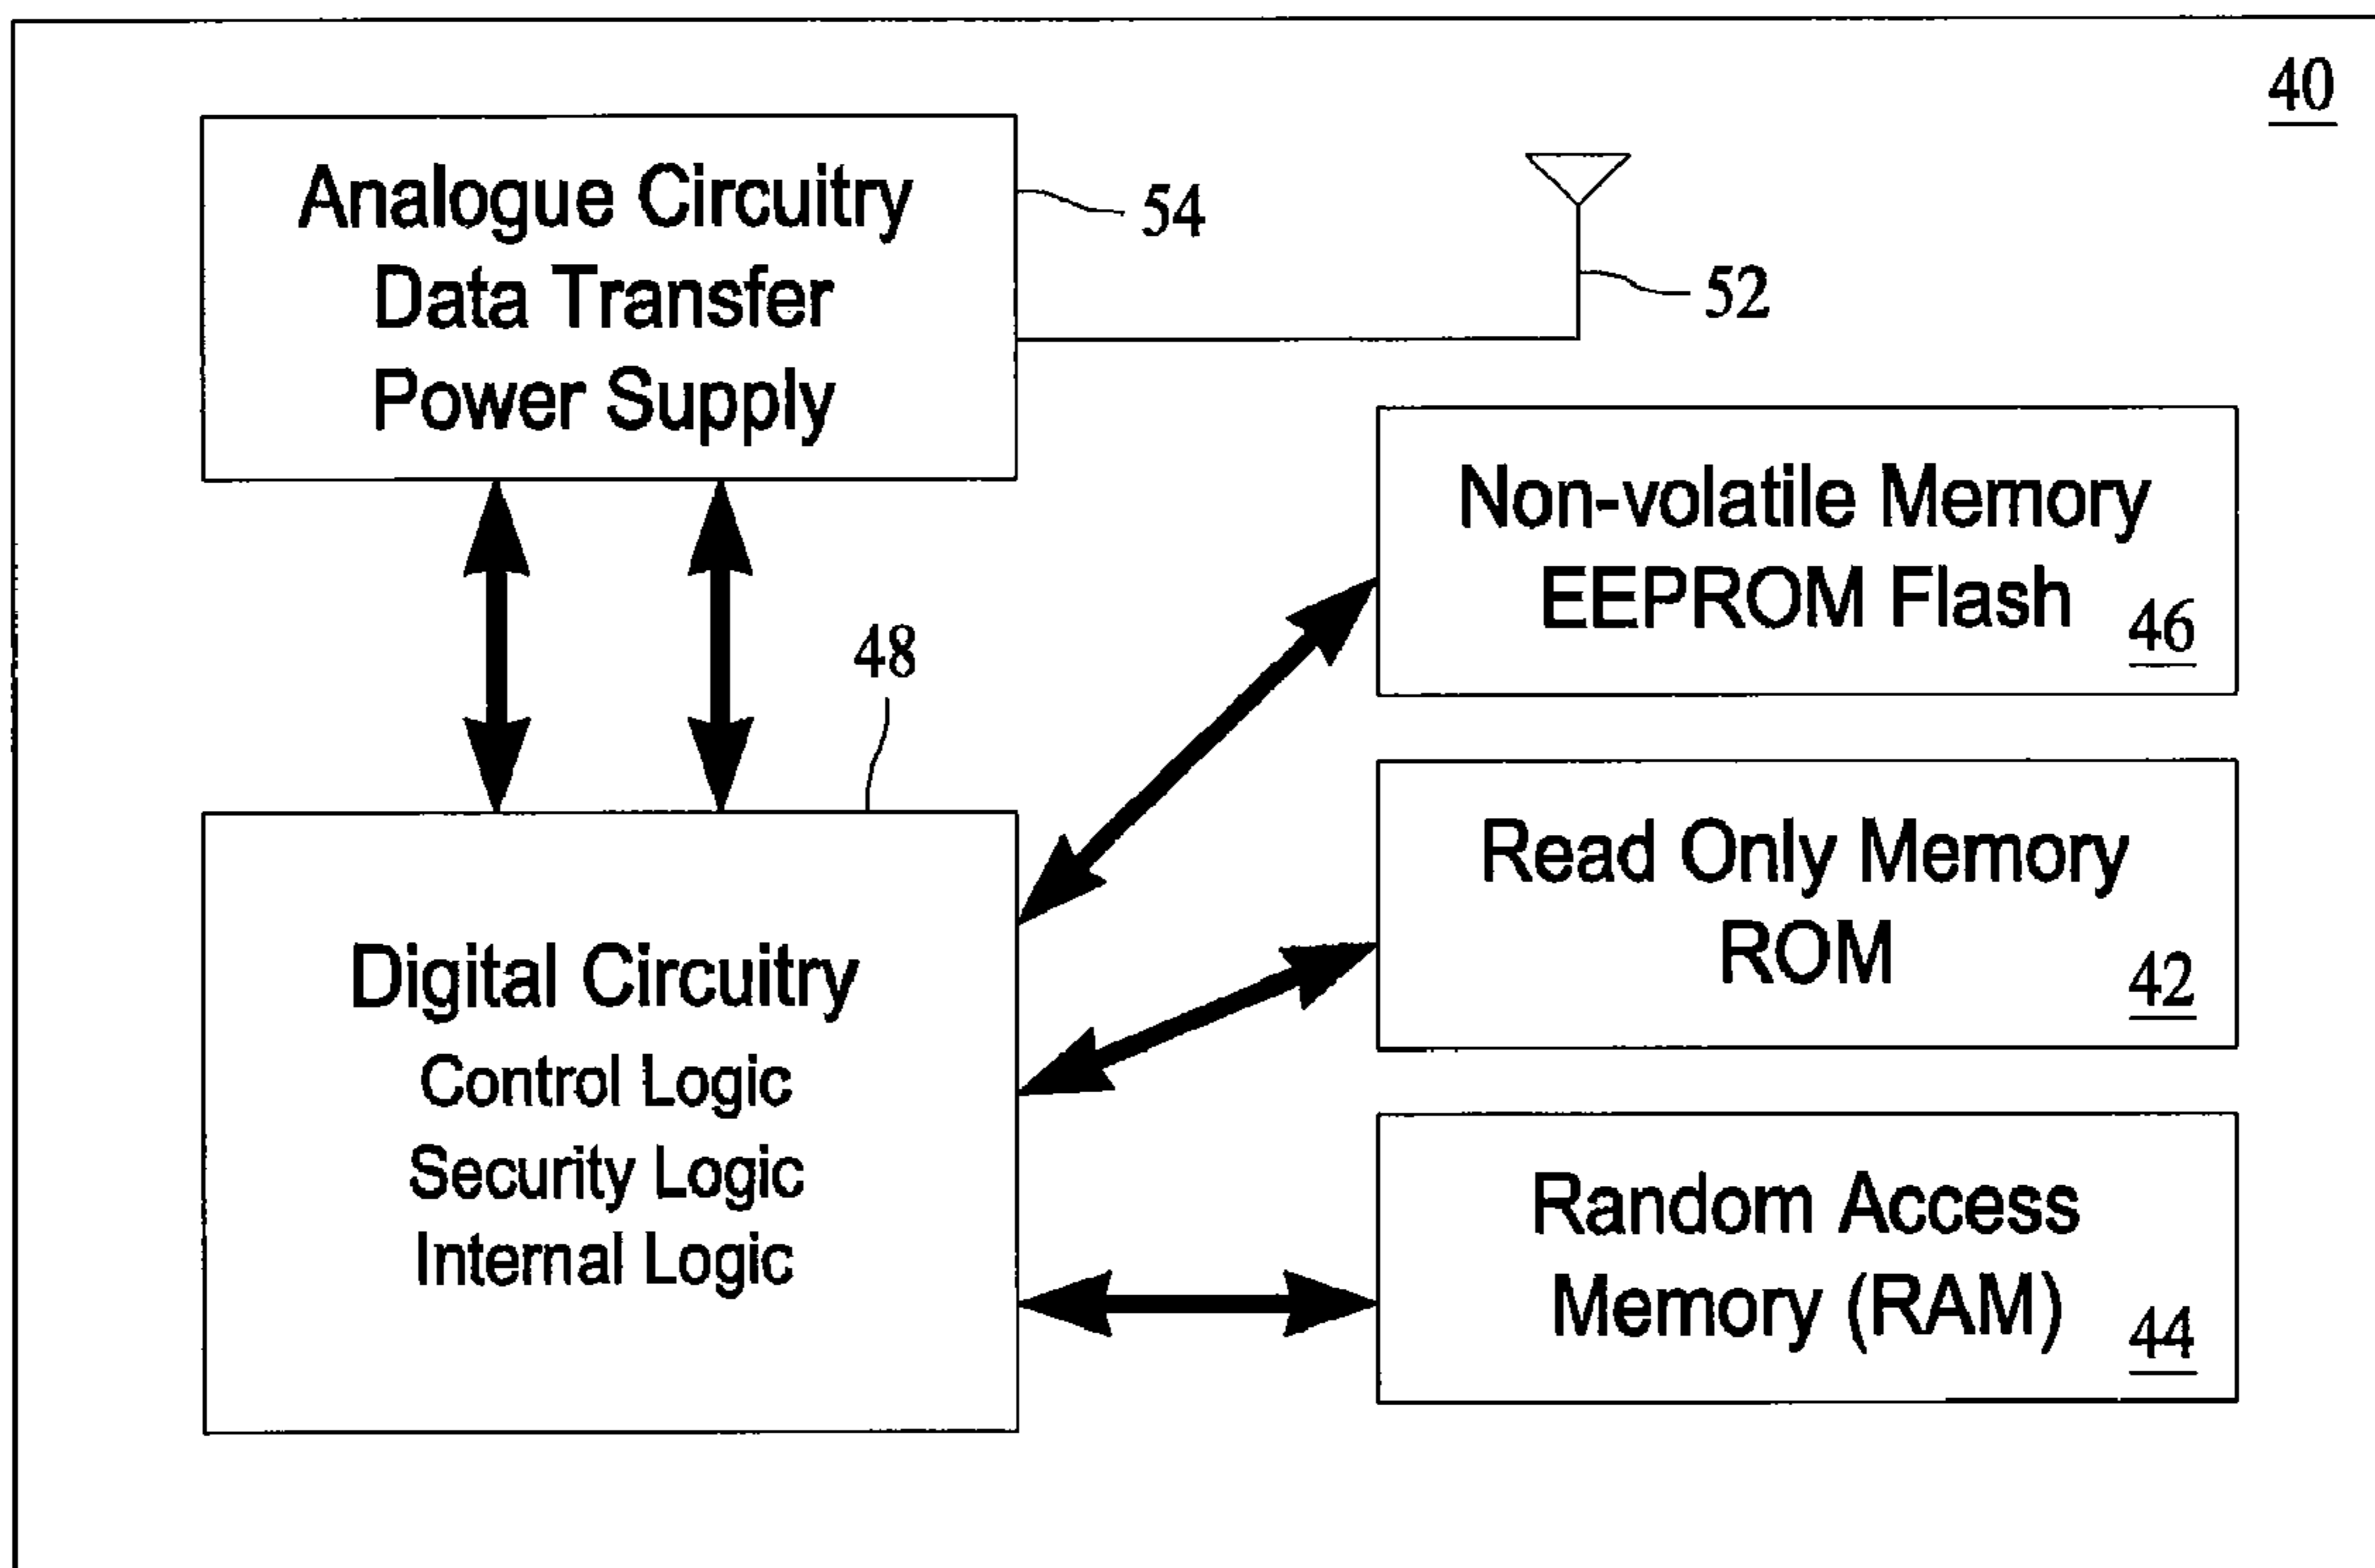 40
Analogue Circuitry
Data Transfer
Power Supply
54
52
Non-volatile Memory
EEPROM Flash
46
48
Read Only Memory
ROM
42
Digital Circuitry
Control Logic
Security Logic
Internal Logic
Random Access
Memory (RAM)
44